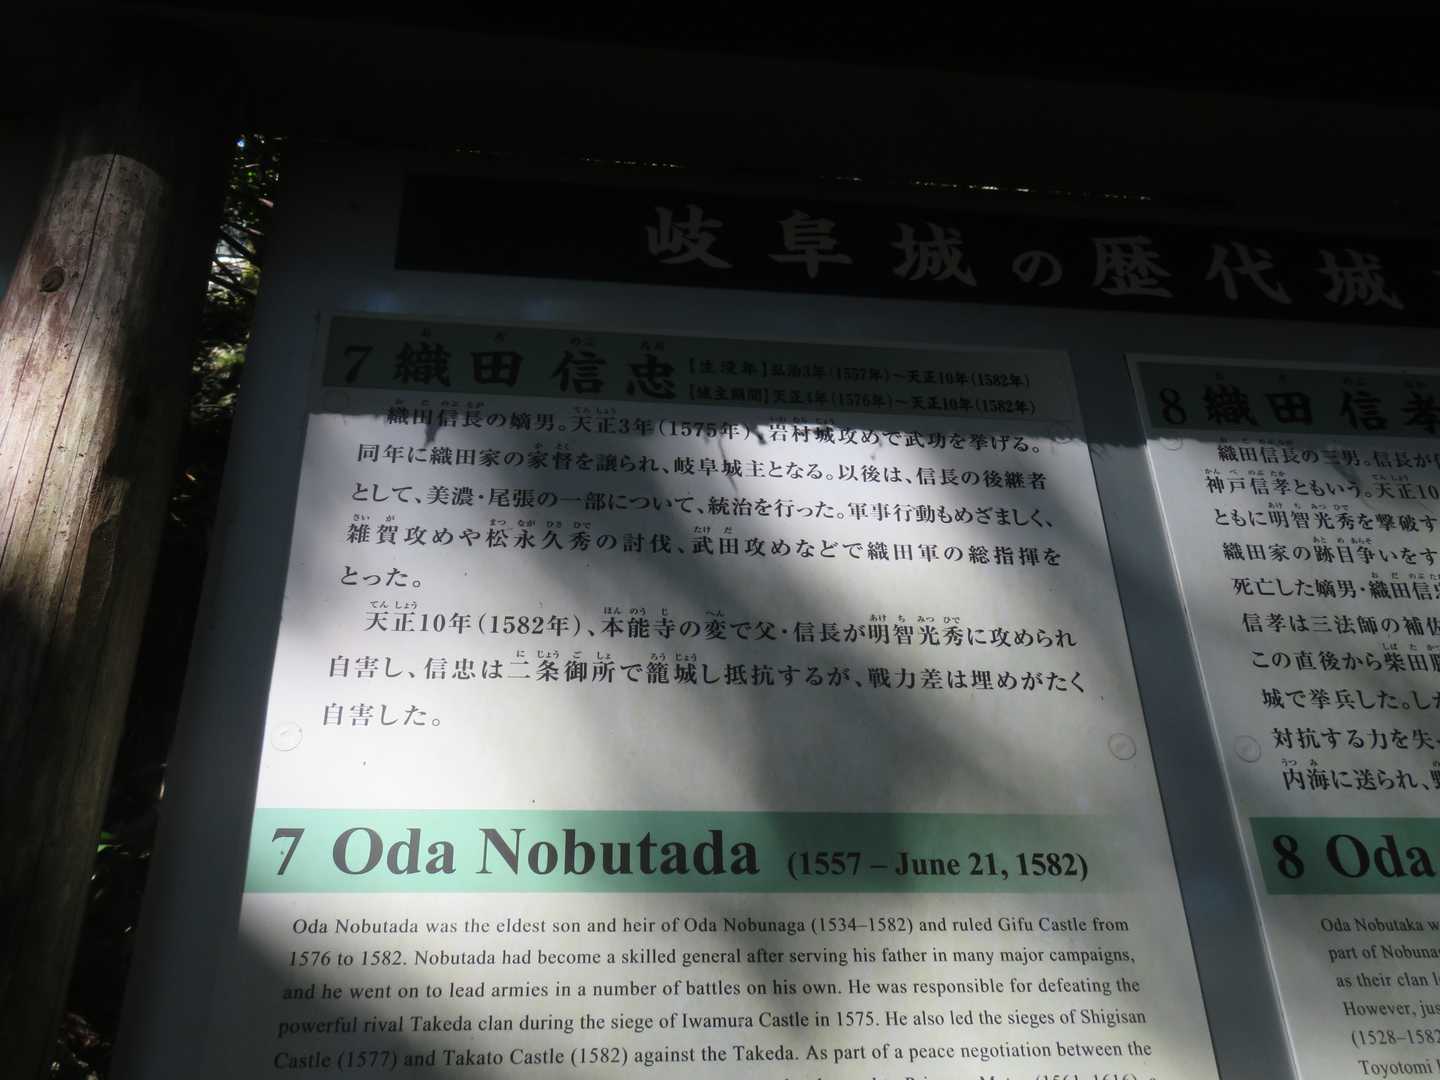 岐阜城の歴代城
7 織田 信忠 【生没年】弘治3年(1557年)～天正10年(1582年)
【城主期間】天正4年(1576年)～天正10年(1582年)
織田信長の嫡男。天正3年(1575年)、岩村城攻めで武功を挙げる。
同年に織田家の家督を譲られ、岐阜城主となる。以後は、信長の後継者
として、美濃・尾張の一部について、統治を行った。軍事行動もめざましく、
雑賀攻めや松永久秀の討伐、武田攻めなどで織田軍の総指揮を
とった。
天正10年(1582年)、本能寺の変で父・信長が明智光秀に攻められ
自害し、信忠は二条御所で籠城し抵抗するが、戦力差は埋めがたく
自害した。
7 Oda Nobutada (1557 – June 21, 1582)
Oda Nobutada was the eldest son and heir of Oda Nobunaga (1534–1582) and ruled Gifu Castle from
1576 to 1582. Nobutada had become a skilled general after serving his father in many major campaigns,
and he went on to lead armies in a number of battles on his own. He was responsible for defeating the
powerful rival Takeda clan during the siege of Iwamura Castle in 1575. He also led the sieges of Shigisan
Castle (1577) and Takato Castle (1582) against the Takeda. As part of a peace negotiation between the
8 織田 信孝
織田信長の三男。信長が
神戸信孝ともいう。天正10
ともに明智光秀を撃破す
織田家の跡目争いをす
死亡した嫡男・織田信忠
信孝は三法師の補佐
この直後から柴田勝
城で挙兵した。した
対抗する力を失
内海に送られ、野
8 Oda
Oda Nobutaka w
part of Nobuna
as their clan l
However, jus
(1528–1582
Toyotomi